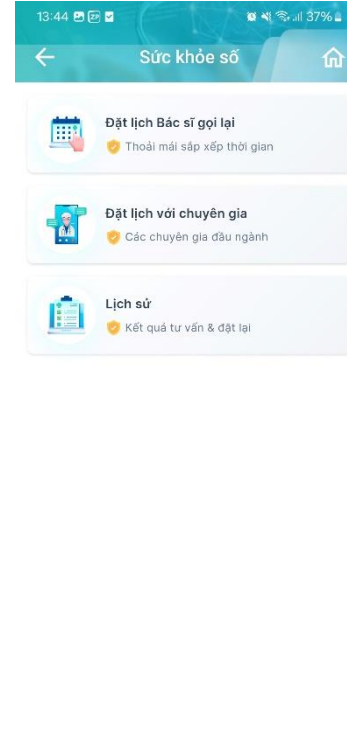 13:44 37%
Sức khỏe số
Đặt lịch Bác sĩ gọi lại
Thoải mái sắp xếp thời gian
Đặt lịch với chuyên gia
Các chuyên gia đầu ngành
Lịch sử
Kết quả tư vấn & đặt lại